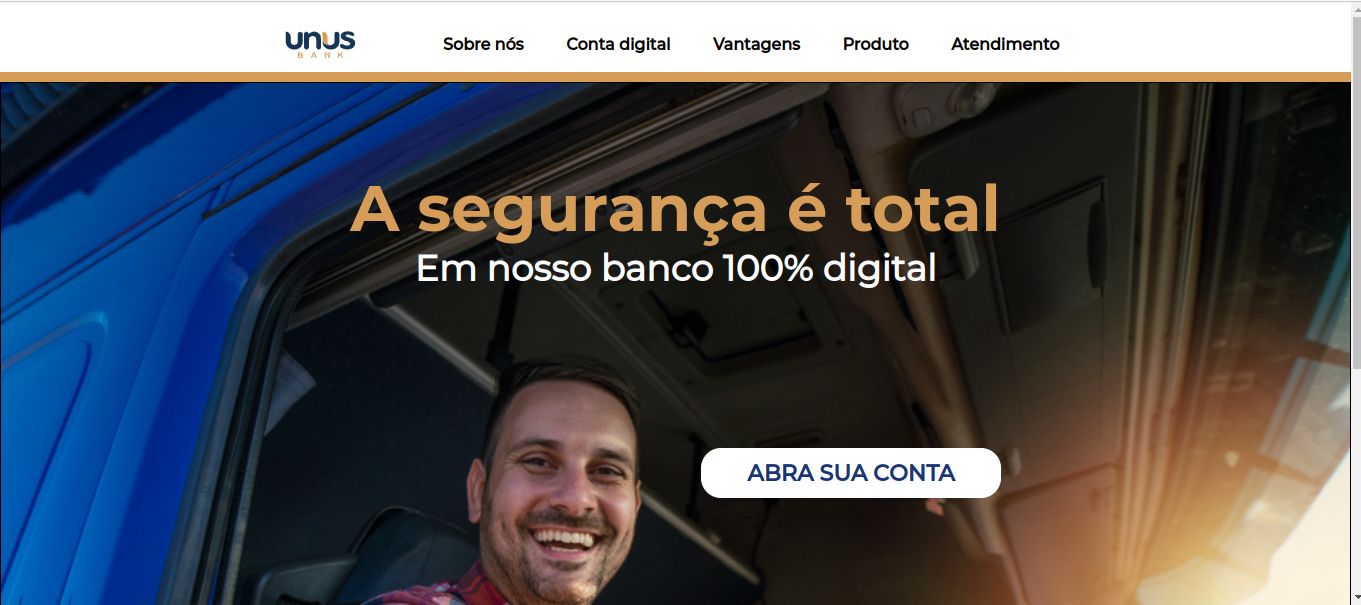 unus
BANK
Sobre nós Conta digital Vantagens Produto Atendimento
A segurança é total
Em nosso banco 100% digital
ABRA SUA CONTA